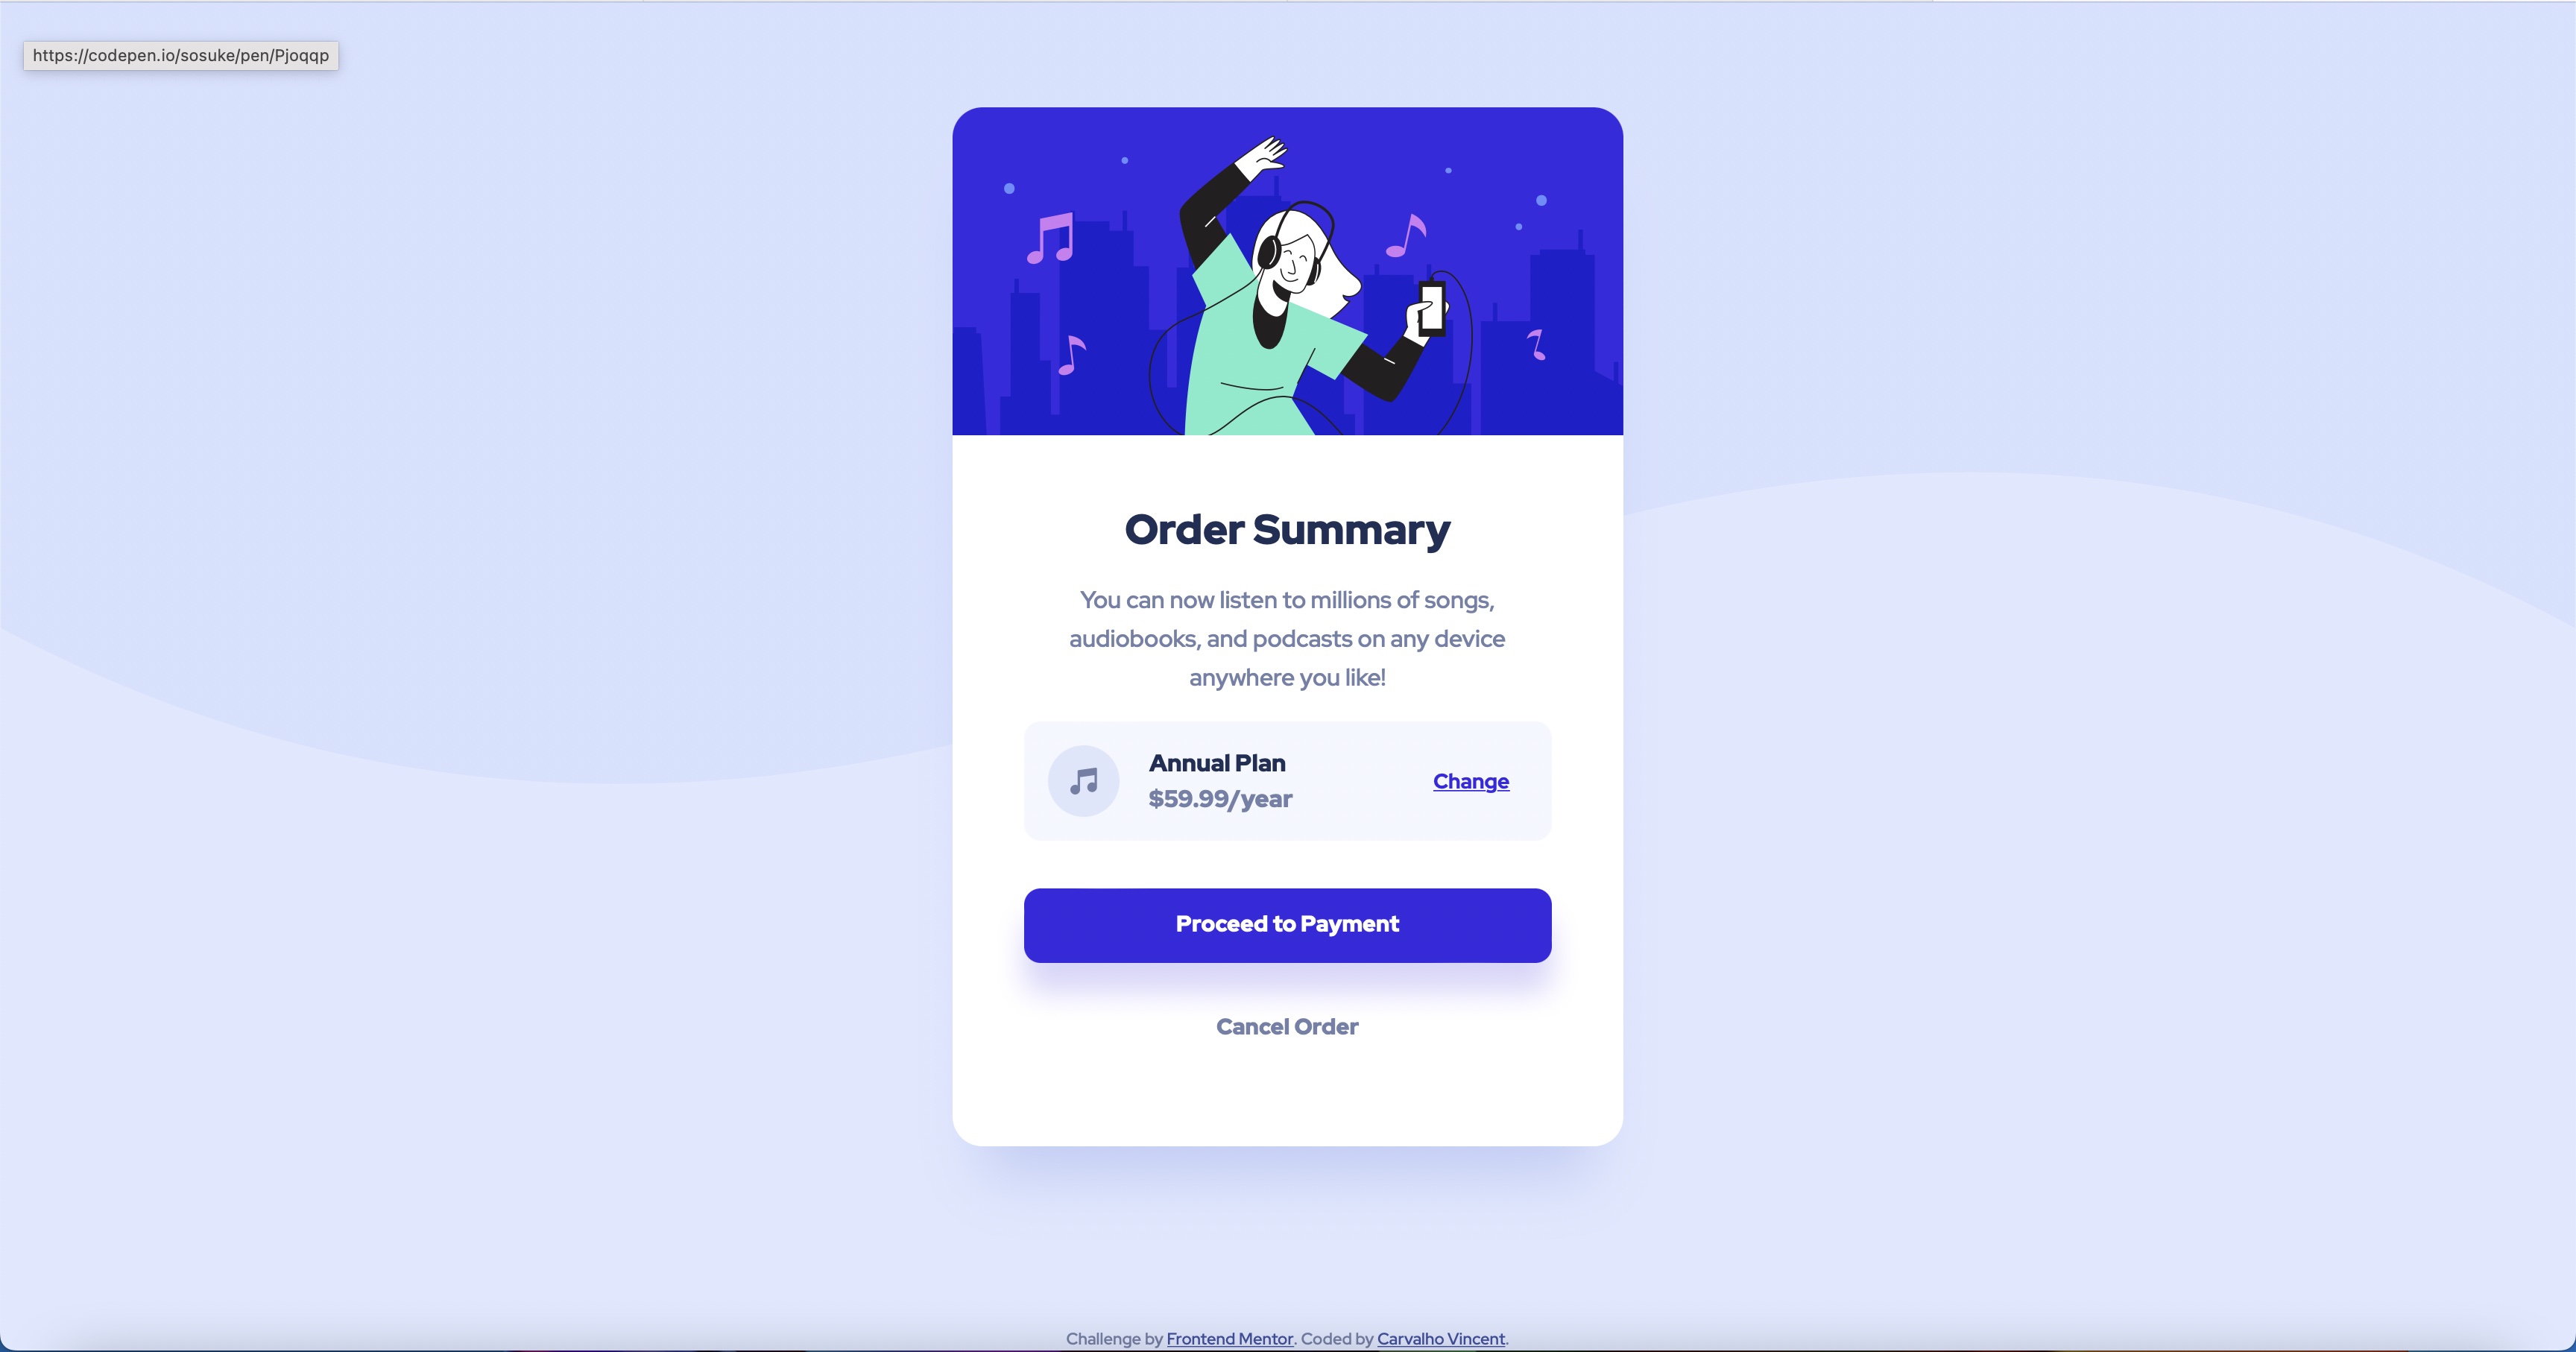 https://codepen.io/sosuke/pen/Pjoqqp
Order Summary
You can now listen to millions of songs,
audiobooks, and podcasts on any device
anywhere you like!
Annual Plan
$59.99/year
Change
Proceed to Payment
Cancel Order
Challenge by Frontend Mentor. Coded by Carvalho Vincent.